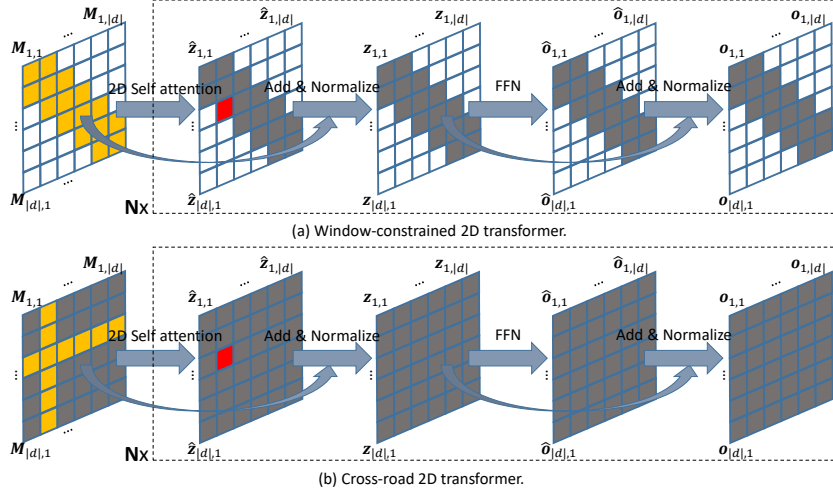 M1,|d| ẑ1,|d| z1,|d| ô1,|d| o1,|d|
... ... ... ... ...
M1,1 ẑ1,1 z1,1 ô1,1 o1,1
2D Self attention Add & Normalize FFN Add & Normalize
... ... ... ... ...
... ... ... ... ...
M|d|,1 ẑ|d|,1 z|d|,1 ô|d|,1 o|d|,1
Nx
(a) Window-constrained 2D transformer.
M1,|d| ẑ1,|d| z1,|d| ô1,|d| o1,|d|
... ... ... ... ...
M1,1 ẑ1,1 z1,1 ô1,1 o1,1
2D Self attention Add & Normalize FFN Add & Normalize
... ... ... ... ...
... ... ... ... ...
M|d|,1 ẑ|d|,1 z|d|,1 ô|d|,1 o|d|,1
Nx
(b) Cross-road 2D transformer.